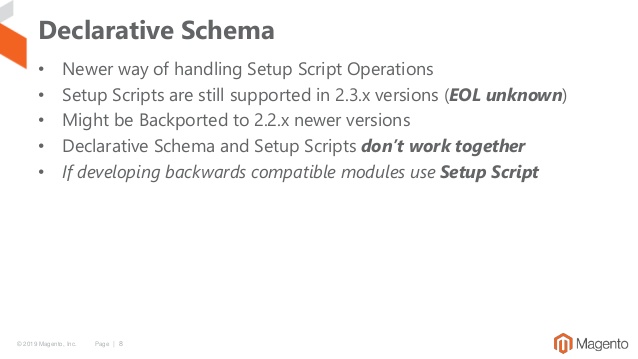 Declarative Schema
• Newer way of handling Setup Script Operations
• Setup Scripts are still supported in 2.3.x versions (EOL unknown)
• Might be Backported to 2.2.x newer versions
• Declarative Schema and Setup Scripts don't work together
• If developing backwards compatible modules use Setup Script
© 2019 Magento, Inc. Page | 8
Magento